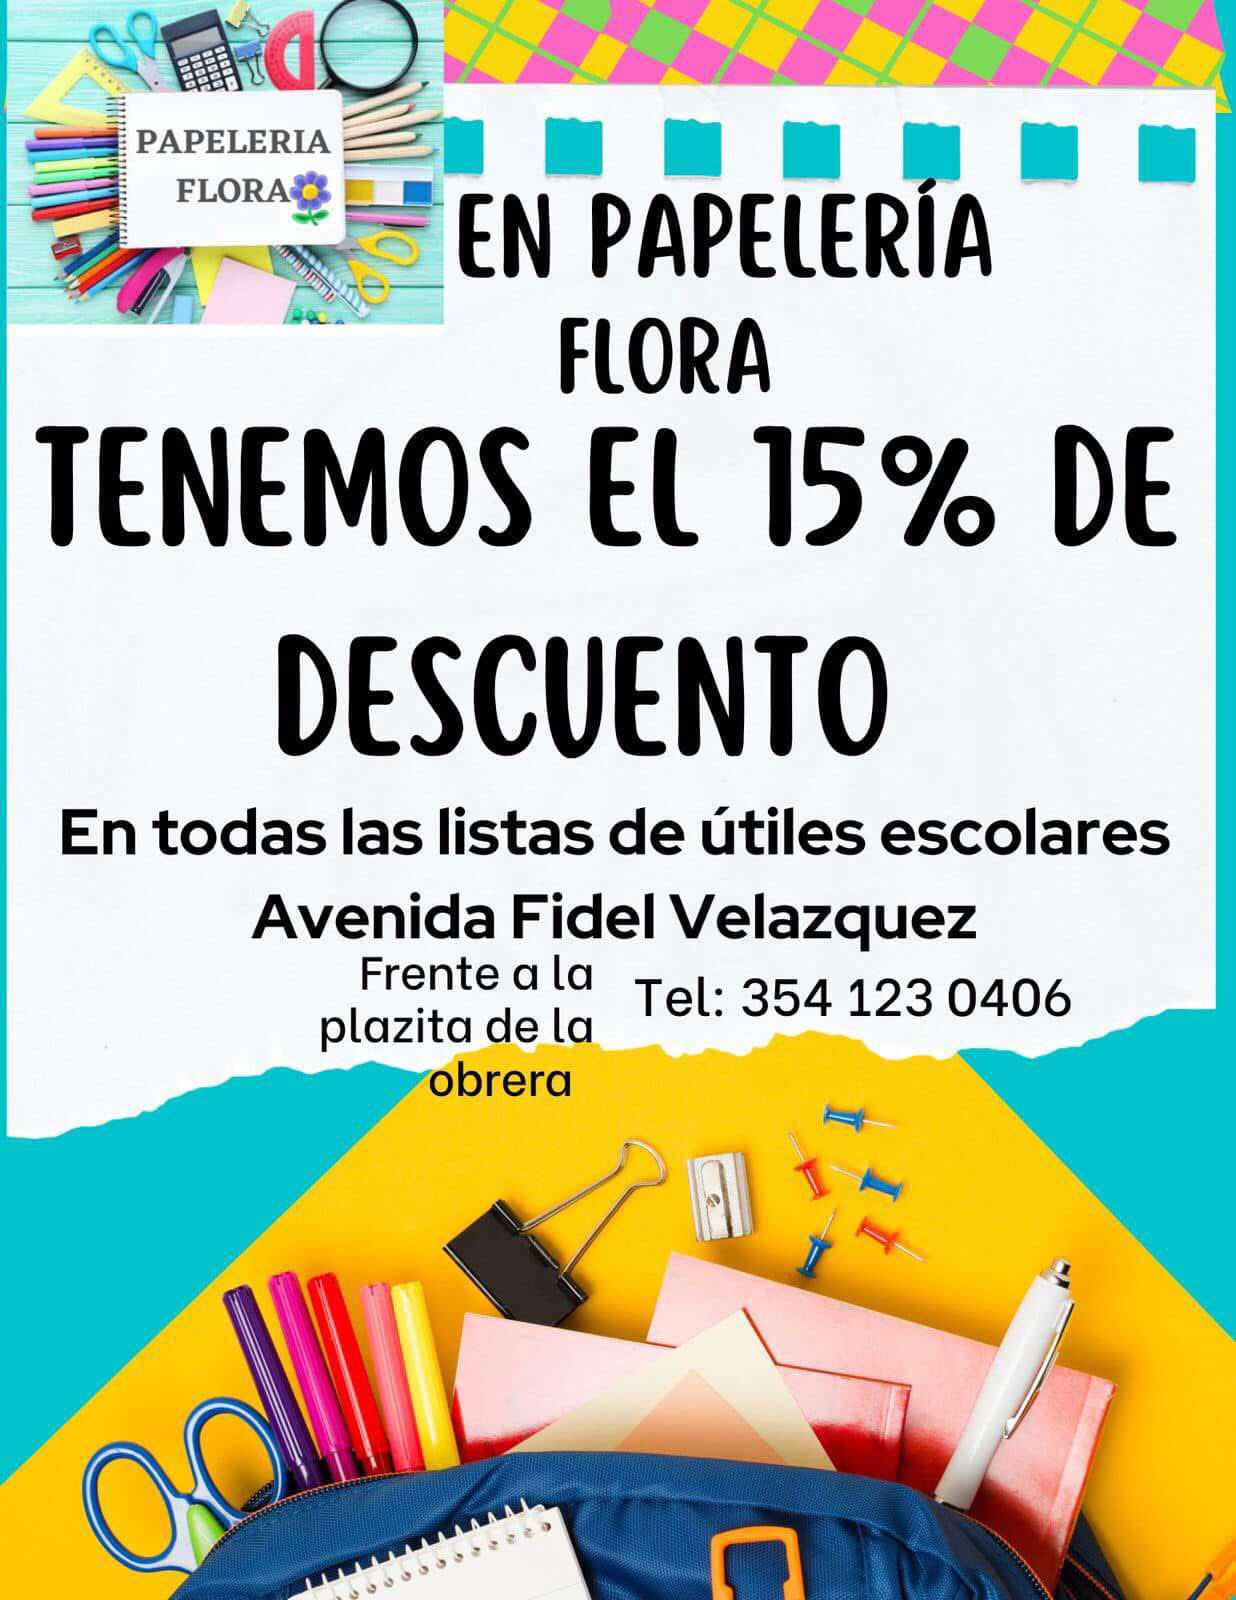 PAPELERIA
FLORA
EN PAPELERÍA
FLORA
TENEMOS EL 15% DE
DESCUENTO
En todas las listas de útiles escolares
Avenida Fidel Velazquez
Frente a la
plazita de la
obrera
Tel: 354 123 0406